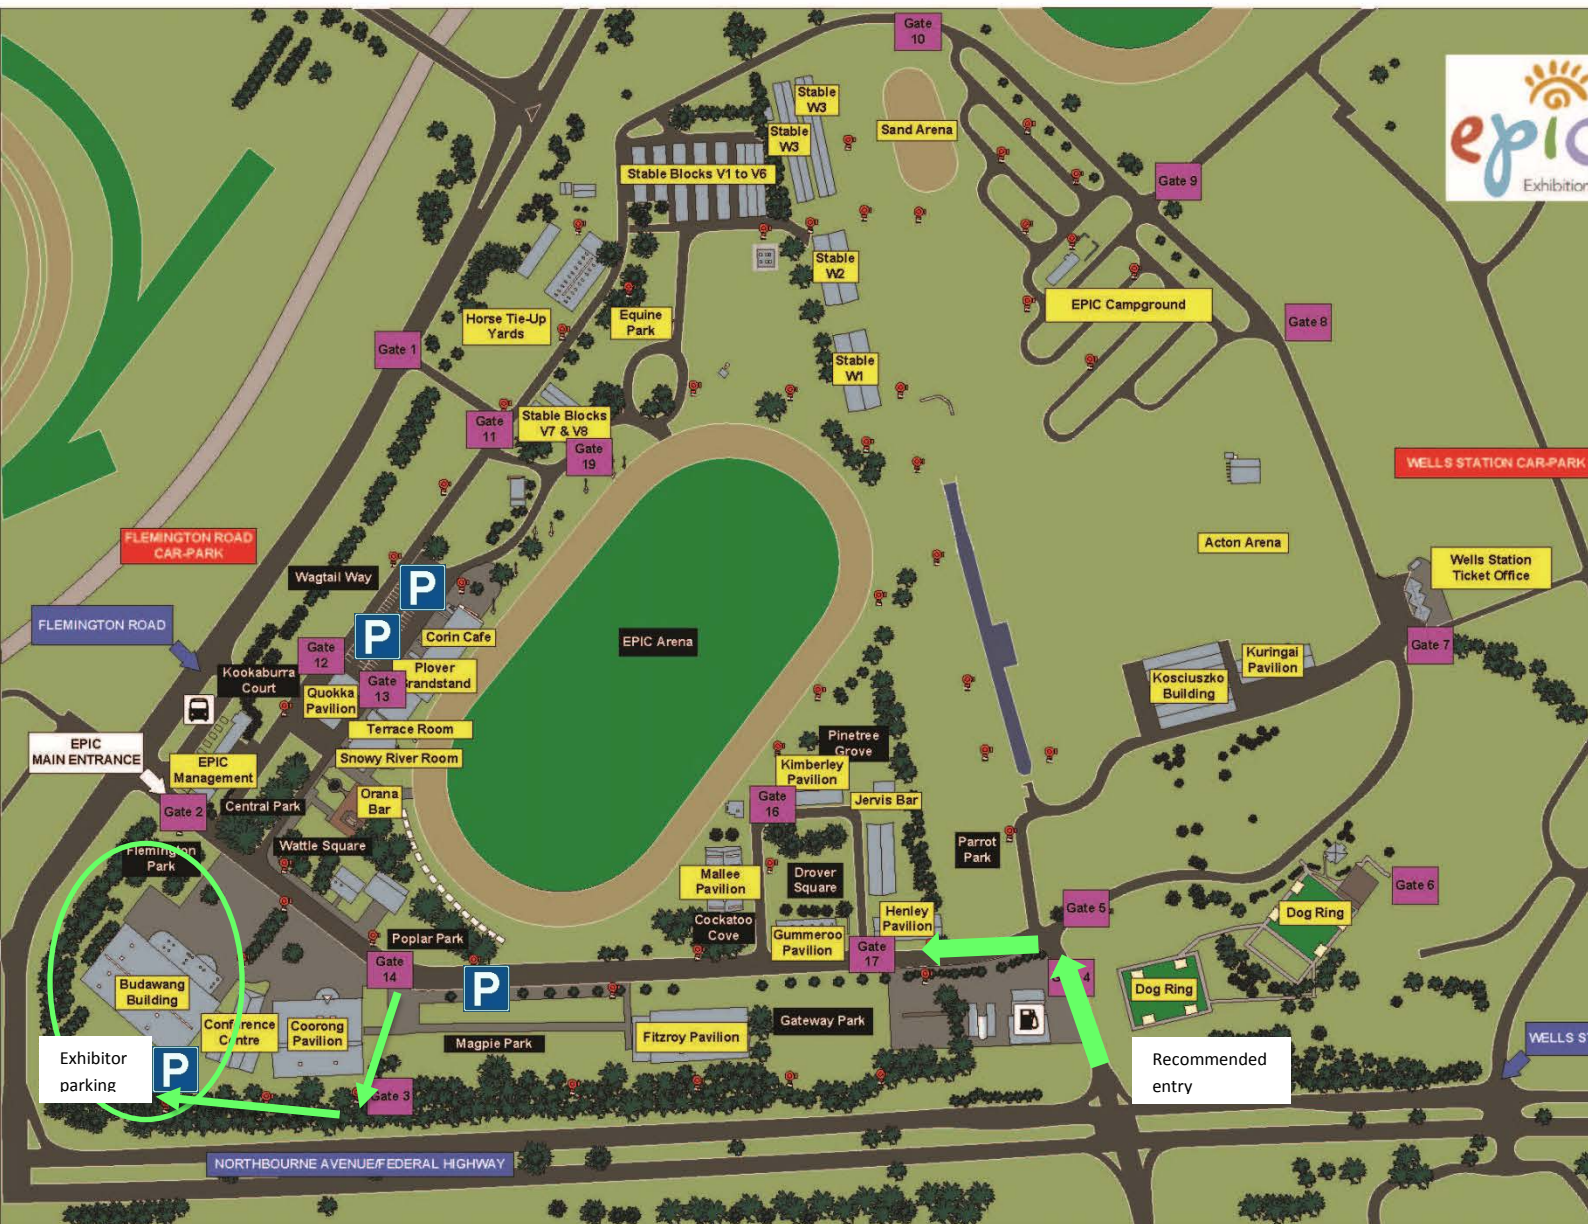 Gate
10
epic
Exhibition
Stable
W3
Stable
W3
Sand Arena
Stable Blocks V1 to V6
Gate 9
Stable
W2
EPIC Campground
Gate 8
Horse Tie-Up
Yards
Equine
Park
Gate 1
Stable
W1
Gate
11
Stable Blocks
V7 & V8
Gate
19
WELLS STATION CAR-PARK
FLEMINGTON ROAD
CAR-PARK
Acton Arena
Wells Station
Ticket Office
Wagtail Way
P
P
FLEMINGTON ROAD
Corin Cafe
EPIC Arena
Gate
12
Gate 7
Kookaburra
Court
Plover
Grandstand
Gate
13
Quokka
Pavilion
Kuringai
Pavilion
Kosciuszko
Building
Terrace Room
Snowy River Room
EPIC
MAIN ENTRANCE
EPIC
Management
Pinetree
Grove
Kimberley
Pavilion
Orana
Bar
Gate 2
Central Park
Gate
16
Jervis Bar
Wattle Square
Flemington
Park
Parrot
Park
Mallee
Pavilion
Drover
Square
Gate 6
Gate 5
Dog Ring
Cockatoo
Cove
Henley
Pavilion
Poplar Park
Gummeroo
Pavilion
Gate
17
Gate
14
P
4
Dog Ring
Budawang
Building
Conference
Centre
Coorong
Pavilion
Gateway Park
Fitzroy Pavilion
Magpie Park
WELLS S
Exhibitor
parking
P
Recommended
entry
Gate 3
NORTHBOURNE AVENUE/FEDERAL HIGHWAY